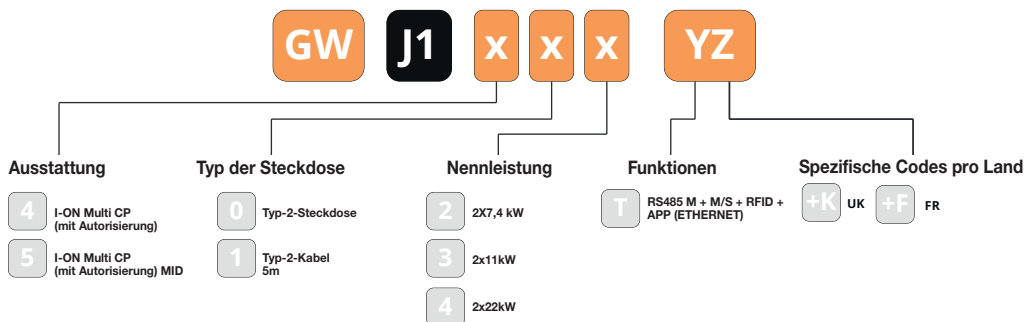 GW J1 x x x YZ
Ausstattung
4 I-ON Multi CP
(mit Autorisierung)
5 I-ON Multi CP
(mit Autorisierung) MID
Typ der Steckdose
0 Typ-2-Steckdose
1 Typ-2-Kabel
5m
Nennleistung
2 2X7,4 kW
3 2x11kW
4 2x22kW
Funktionen
T RS485 M + M/S + RFID +
APP (ETHERNET)
Spezifische Codes pro Land
+K UK +F FR